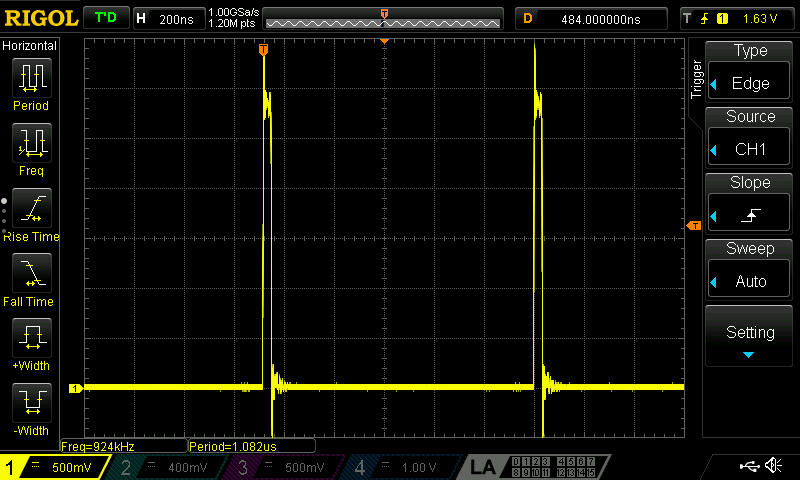 RIGOL T'D H 200ns 1.00GSa/s 1.20M pts T D 484.000000ns T 1 1.63 V
Horizontal
Period
Freq
Rise Time
Fall Time
+Width
-Width
T
T
1
Freq=924kHz Period=1.082us
Trigger
Type
Edge
Source
CH1
Slope
Sweep
Auto
Setting
1 500mV 2 400mV 3 500mV 4 1.00 V LA 0 1 2 3 4 5 6 7
8 9 10 11 12 13 14 15